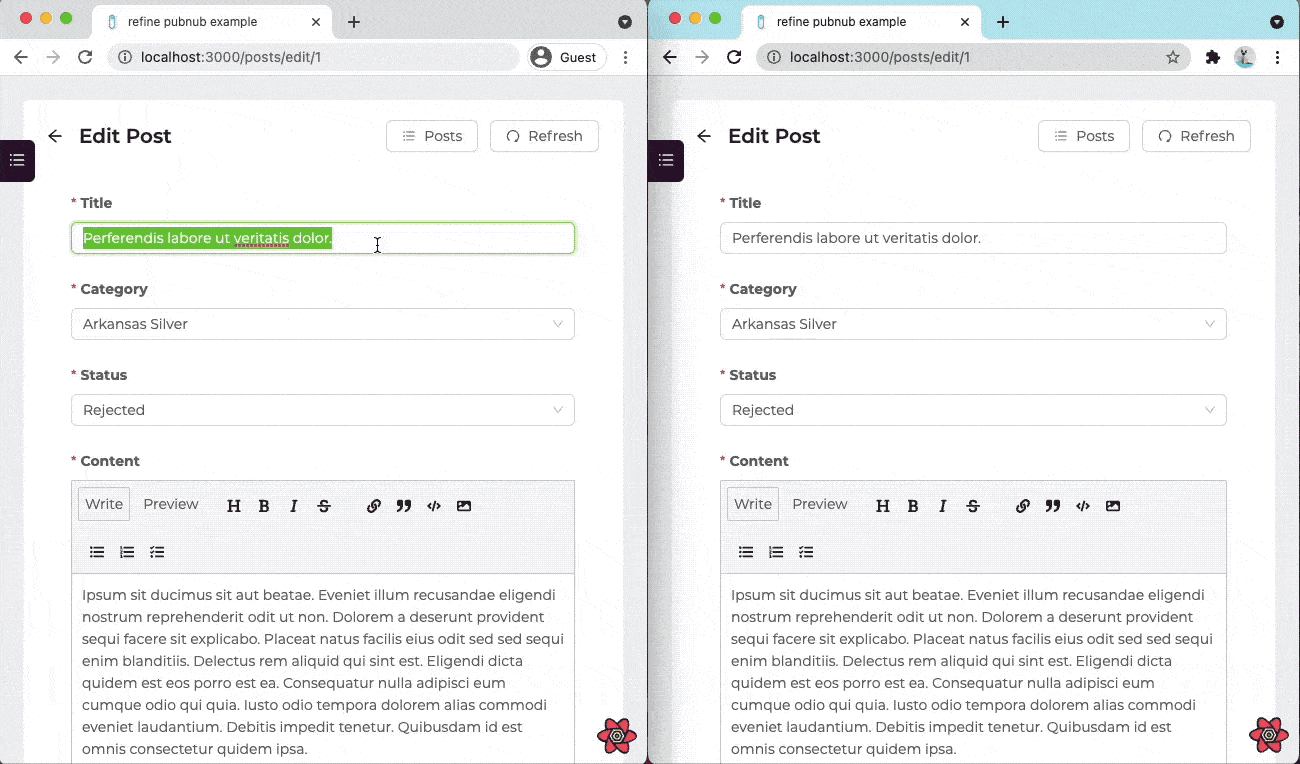 refine pubnub example
localhost:3000/posts/edit/1
Guest
Edit Post
Posts
Refresh
* Title
Perferendis labore ut veritatis dolor.
* Category
Arkansas Silver
* Status
Rejected
* Content
Write Preview H B I S
Ipsum sit ducimus sit aut beatae. Eveniet illum recusandae eligendi
nostrum reprehenderit odit ut non. Dolorem a deserunt provident
sequi facere sit explicabo. Placeat natus facilis eius odit sed sed sequi
enim blanditiis. Delectus rem aliquid qui sint est. Eligendi dicta
quidem est eos porro est ea. Consequatur nulla adipisci eum
cumque odio qui quia. Iusto odio tempora dolorem alias commodi
eveniet laudantium. Debitis impedit tenetur. Quibusdam id est
omnis consectetur quidem ipsa.
refine pubnub example
localhost:3000/posts/edit/1
Edit Post
Posts
Refresh
* Title
Perferendis labore ut veritatis dolor.
* Category
Arkansas Silver
* Status
Rejected
* Content
Write Preview H B I S
Ipsum sit ducimus sit aut beatae. Eveniet illum recusandae eligendi
nostrum reprehenderit odit ut non. Dolorem a deserunt provident
sequi facere sit explicabo. Placeat natus facilis eius odit sed sed sequi
enim blanditiis. Delectus rem aliquid qui sint est. Eligendi dicta
quidem est eos porro est ea. Consequatur nulla adipisci eum
cumque odio qui quia. Iusto odio tempora dolorem alias commodi
eveniet laudantium. Debitis impedit tenetur. Quibusdam id est
omnis consectetur quidem ipsa.